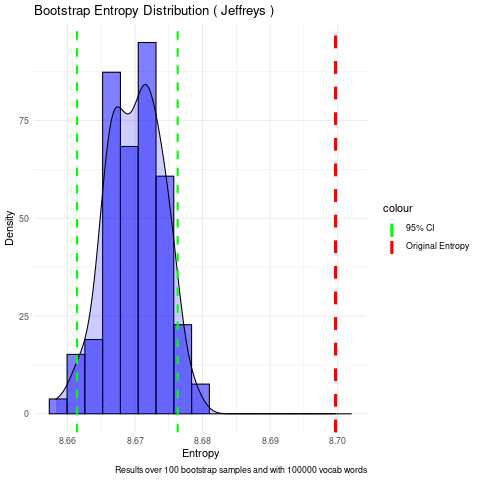 Bootstrap Entropy Distribution ( Jeffreys )
Density
75
50
25
0
8.66
8.67
8.68
8.69
8.70
Entropy
colour
95% CI
Original Entropy
Results over 100 bootstrap samples and with 100000 vocab words